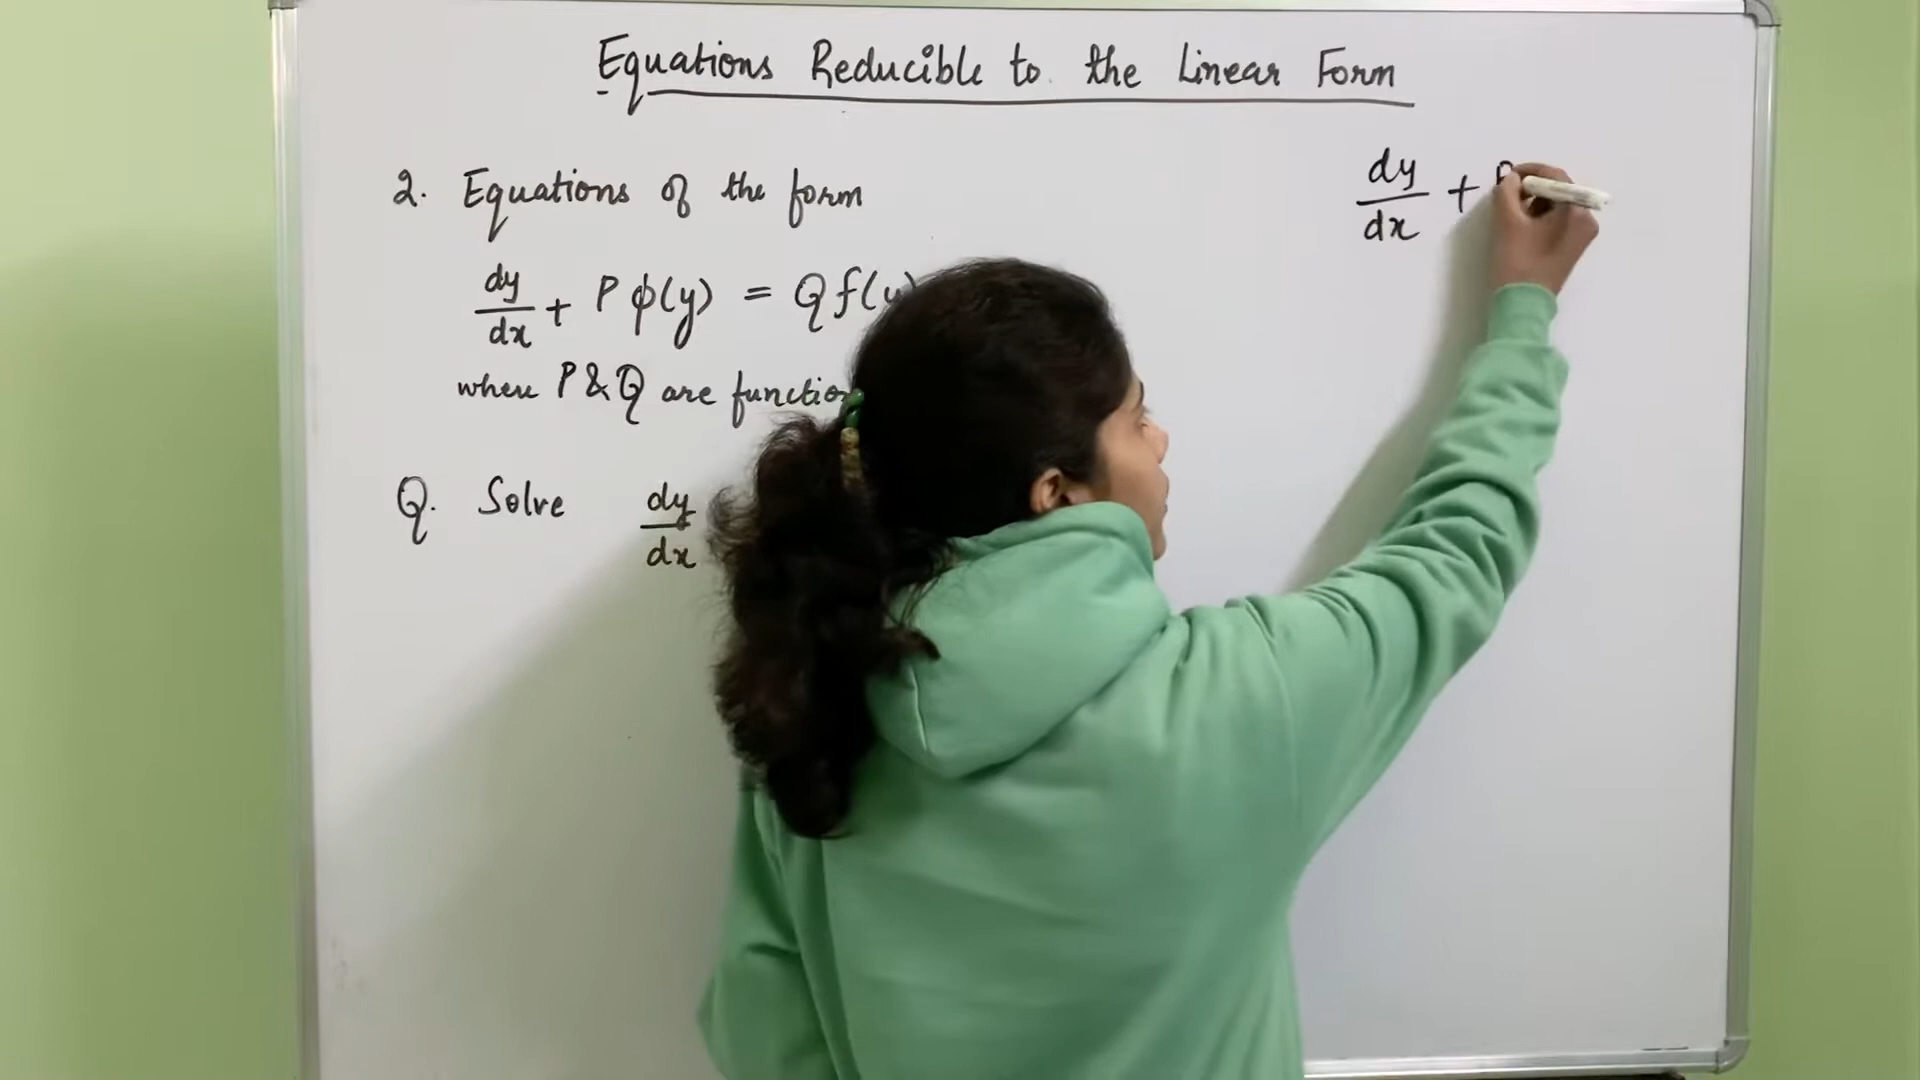 Equations Reducible to the Linear Form
2. Equations of the form
dy/dx + P ϕ(y) = Q f(y)
where P & Q are
Q. Solve dy/dx
dy/dx +